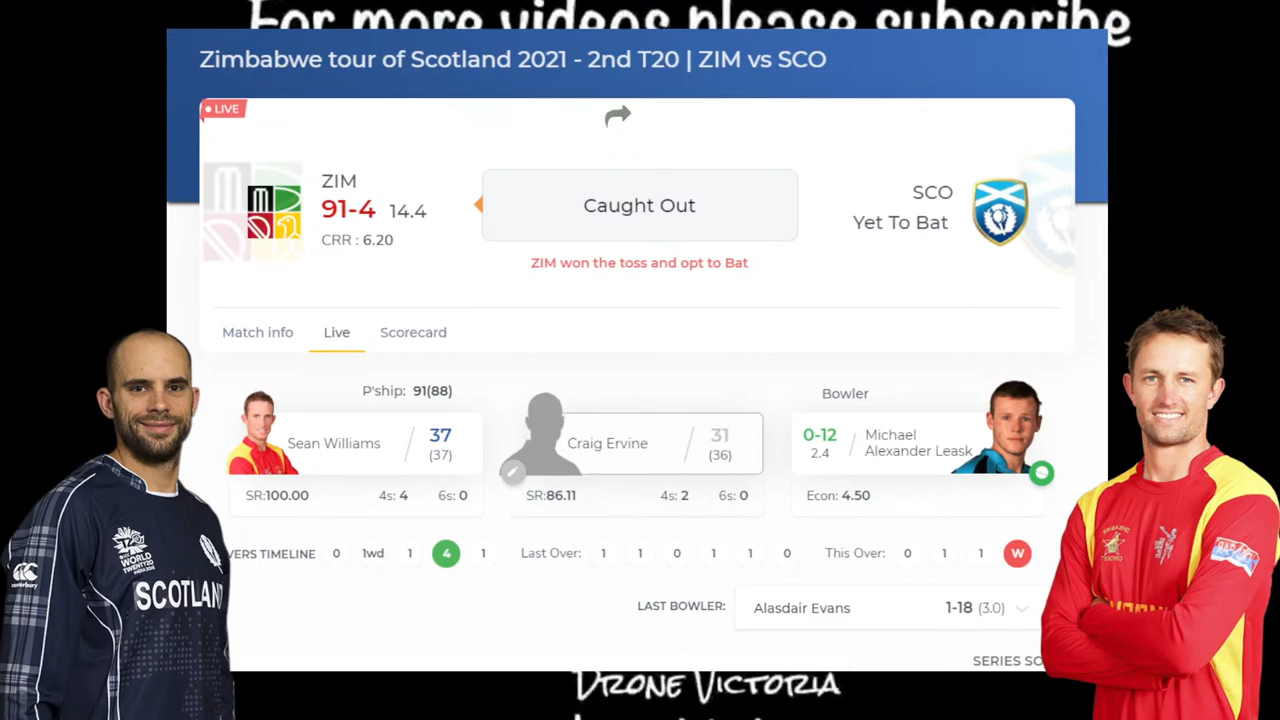 For more videos please subscribe
Zimbabwe tour of Scotland 2021 - 2nd T20 | ZIM vs SCO
LIVE
ZIM
91-4 14.4
CRR : 6.20
Caught Out
SCO
Yet To Bat
ZIM won the toss and opt to Bat
Match info Live Scorecard
P'ship: 91(88)
Sean Williams 37
(37)
SR:100.00 4s: 4 6s: 0
Craig Ervine 31
(36)
SR:86.11 4s: 2 6s: 0
Bowler
0-12 Michael
2.4 Alexander Leask
Econ: 4.50
VERS TIMELINE 0 1wd 1 4 1 Last Over: 1 1 0 1 1 0 This Over: 0 1 1 W
LAST BOWLER: Alasdair Evans 1-18 (3.0)
SERIES SC
DRONE VICTORIA
WORLD
TWENTY20
canterbury
SCOTLAND